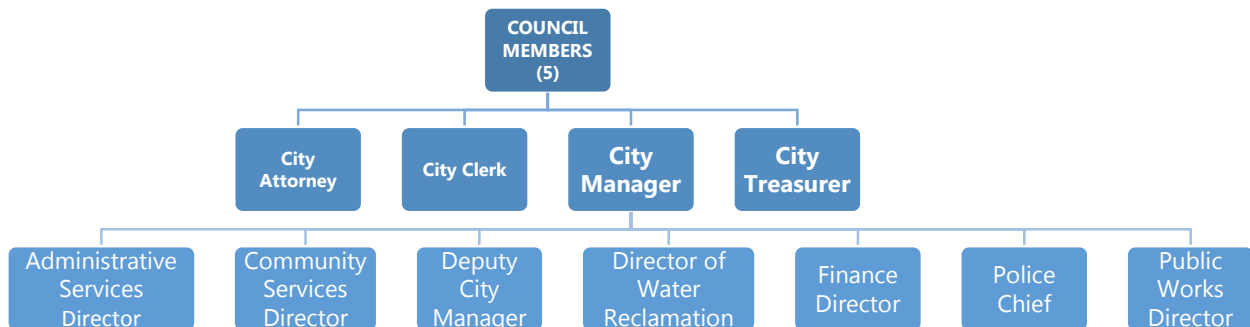 COUNCIL
MEMBERS
(5)
City
Attorney
City Clerk
City
Manager
City
Treasurer
Administrative
Services
Director
Community
Services
Director
Deputy
City
Manager
Director of
Water
Reclamation
Finance
Director
Police
Chief
Public
Works
Director